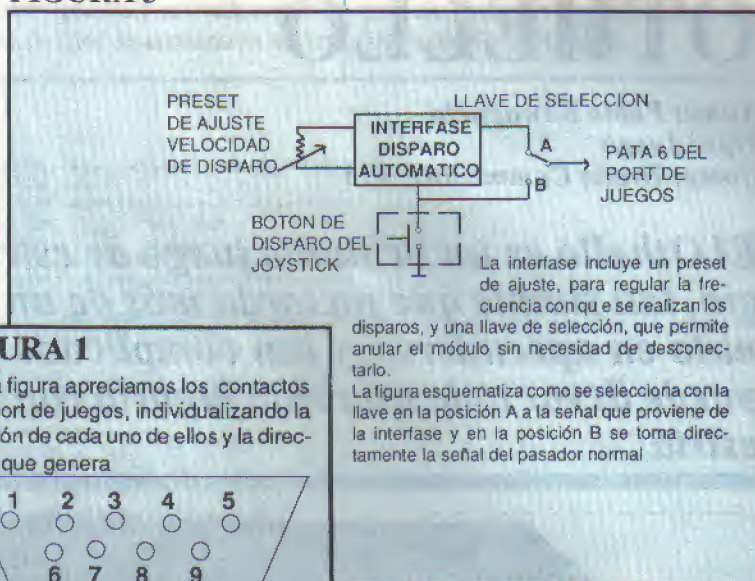 PRESET
DE AJUSTE
VELOCIDAD
DE DISPARO
LLAVE DE SELECCION
INTERFASE
DISPARO
AUTOMATICO
A
B
PATA 6 DEL
PORT DE
JUEGOS
BOTON DE
DISPARO DEL
JOYSTICK
La interfase incluye un preset
de ajuste, para regular la fre-
cuencia con qu e se realizan los
disparos, y una llave de selección, que permite
anular el módulo sin necesidad de desconec-
tarlo.
La figura esquematiza como se selecciona con la
llave en la posición A a la señal que proviene de
la interfase y en la posición B se toma direc-
tamente la señal del pasador normal
URA 1
figura apreciamos los contactos
ort de juegos, individualizando la
ón de cada uno de ellos y la direc-
que genera
1 2 3 4 5
6 7 8 9